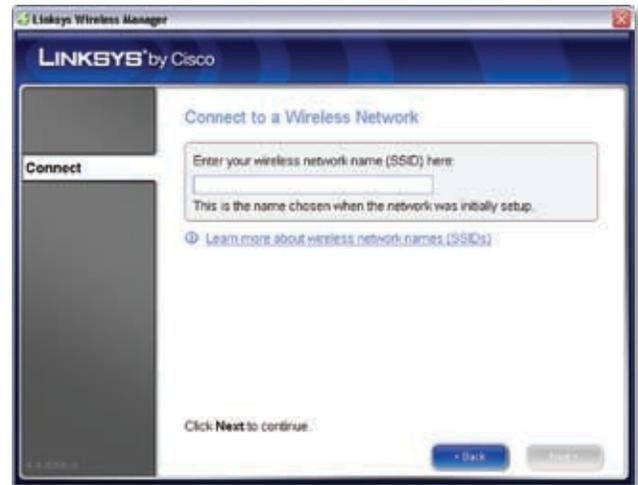 Linksys Wireless Manager
LINKSYS® by Cisco
Connect to a Wireless Network
Connect
Enter your wireless network name (SSID) here:
This is the name chosen when the network was initially setup.
Learn more about wireless network names (SSIDs)
Click Next to continue.
< Back
Next >